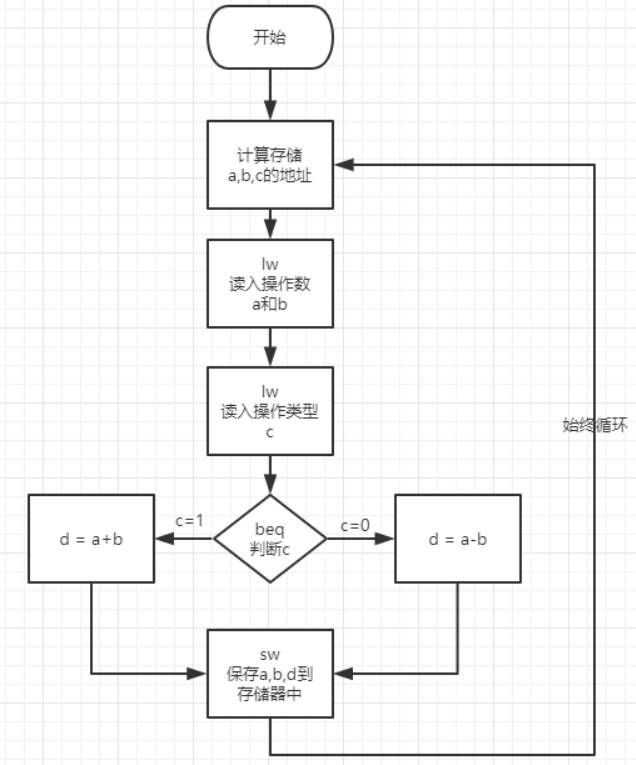 开始
计算存储
a,b,c的地址
lw
读入操作数
a和b
lw
读入操作类型
c
始终循环
d = a+b
c=1
beq
判断c
c=0
d = a-b
sw
保存a,b,d到
存储器中